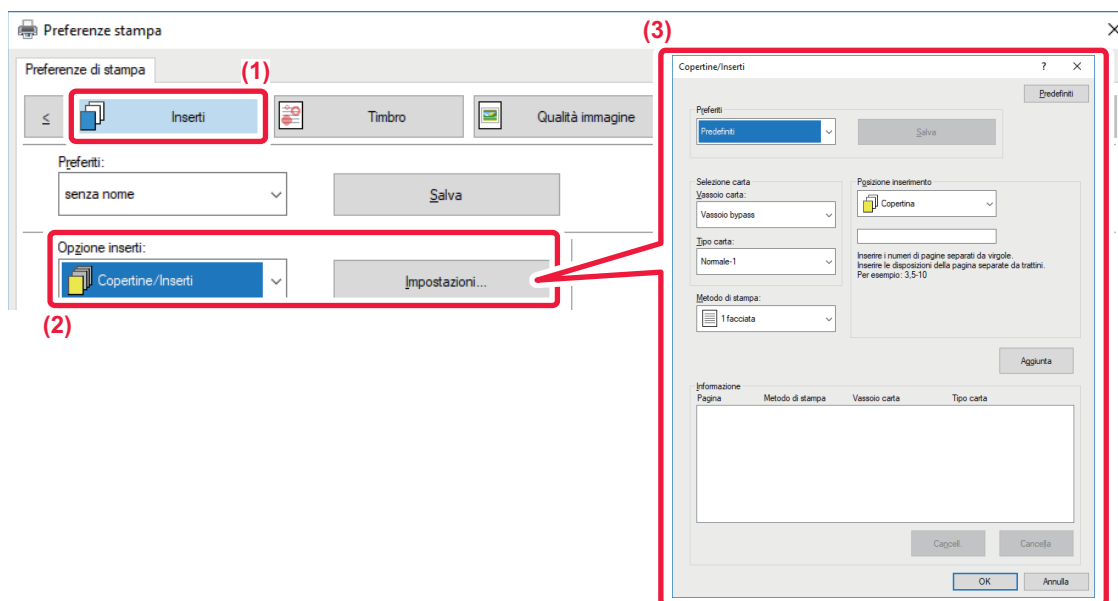 Preferenze stampa
Preferenze di stampa
(1)
≤
Inserti
Timbro
Qualità immagine
Preferiti:
senza nome
Salva
Opzione inserti:
Copertine/Inserti
Impostazioni...
(2)
(3)
Copertine/Inserti
?
Predefiniti
Preferiti
Predefiniti
Salva
Selezione carta
Vassoio carta:
Vassoio bypass
Tipo carta:
Normale-1
Posizione inserimento
Copertina
Inserire i numeri di pagine separati da virgole.
Inserire le disposizioni della pagina separate da trattini.
Per esempio: 3,5-10
Metodo di stampa:
1 facciata
Aggiunta
Informazione
Pagina Metodo di stampa Vassoio carta Tipo carta
Cancell.
Cancella
OK
Annulla